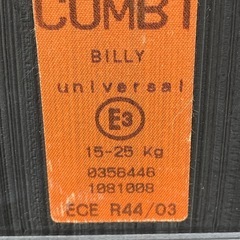 COMBI
BILLY
universal
E3
15-25 kg
0356446
1081008
ECE R44/03